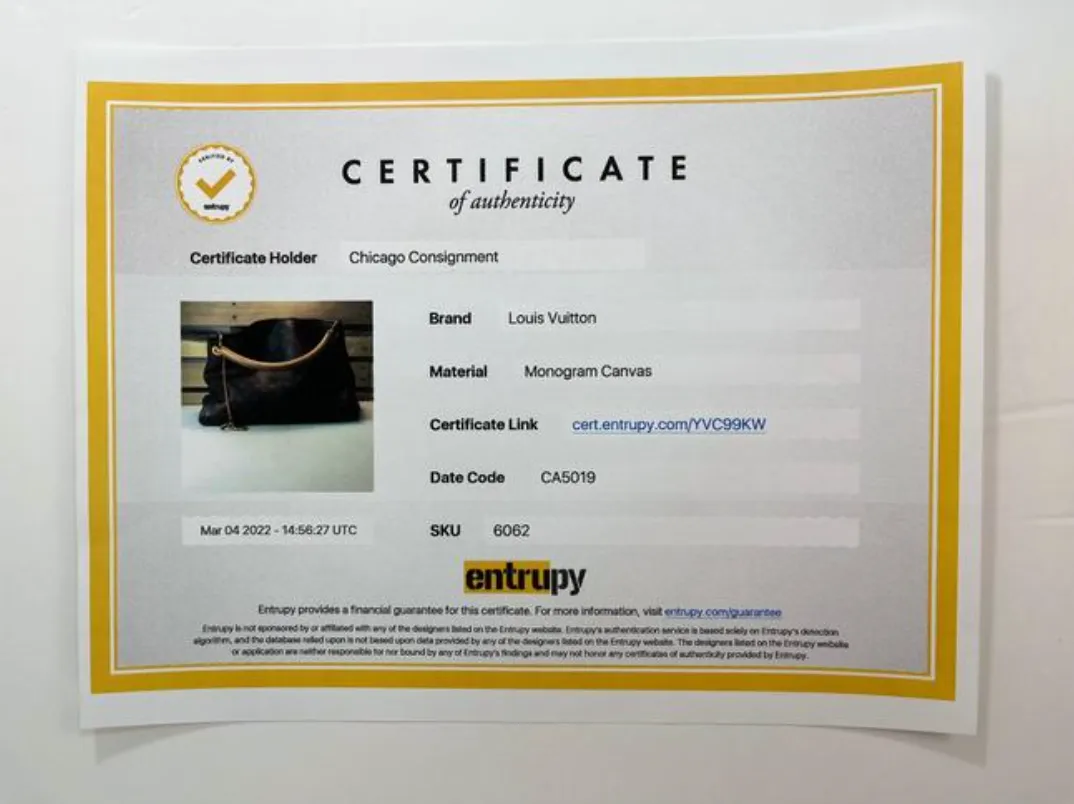 VERIFIED BY
entrupy
CERTIFICATE
of authenticity
Certificate Holder Chicago Consignment
Brand Louis Vuitton
Material Monogram Canvas
Certificate Link cert.entrupy.com/YVC99KW
Date Code CA5019
Mar 04 2022 - 14:56:27 UTC
SKU 6062
entrupy
Entrupy provides a financial guarantee for this certificate. For more information, visit entrupy.com/guarantee
Entrupy is not sponsored by or affiliated with any of the designers listed on the Entrupy website. Entrupy's authentication service is based solely on Entrupy's detection
algorithm, and the database relied upon is not based upon data provided by any of the designers listed on the Entrupy website. The designers listed on the Entrupy website
or application are neither responsible for nor bound by any of Entrupy's findings and may not honor any certificates of authenticity provided by Entrupy.